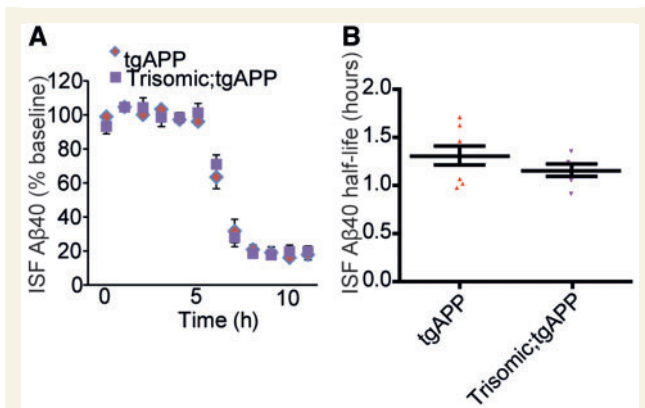 A
tgAPP
Trisomic;tgAPP
ISF Aβ40 (% baseline)
120
100
80
60
40
20
0
0 5 10
Time (h)
B
ISF Aβ40 half-life (hours)
2.0
1.5
1.0
0.5
0.0
tgAPP
Trisomic;tgAPP